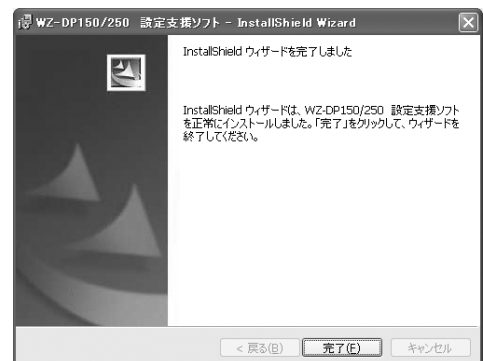 WZ-DP150/250 設定支援ソフト - InstallShield Wizard
InstallShield ウィザードを完了しました
InstallShield ウィザードは、WZ-DP150/250 設定支援ソフト
を正常にインストールしました。「完了」をクリックして、ウィザードを
終了してください。
< 戻る(B)
完了(F)
キャンセル